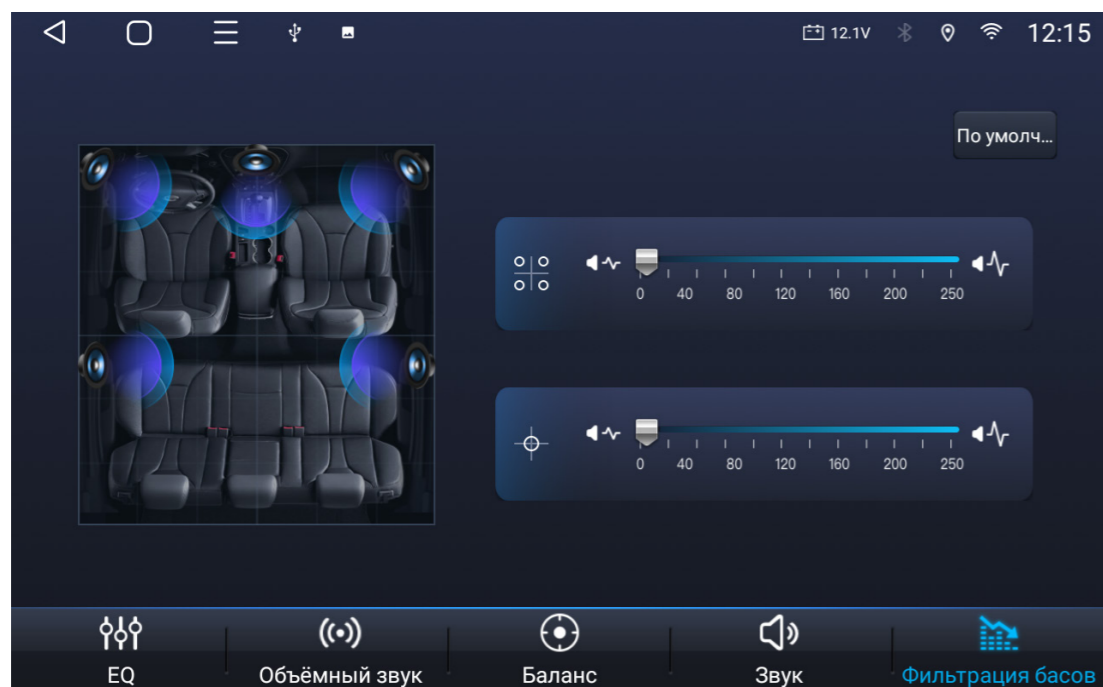 12.1V 12:15
По умолч...
0 40 80 120 160 200 250
0 40 80 120 160 200 250
EQ Объёмный звук Баланс Звук Фильтрация басов